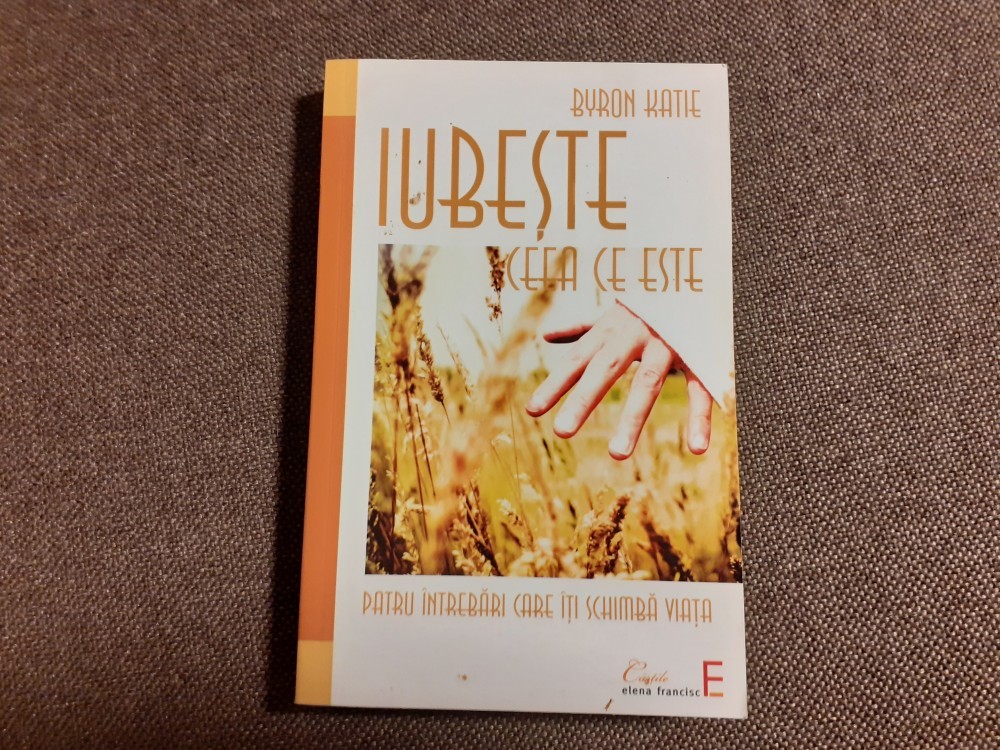 BYRON KATIE
IUBEȘTE
CEEA CE ESTE
PATRU ÎNTREBĂRI CARE ÎȚI SCHIMBĂ VIAȚA
Cărțile
elena francisc E